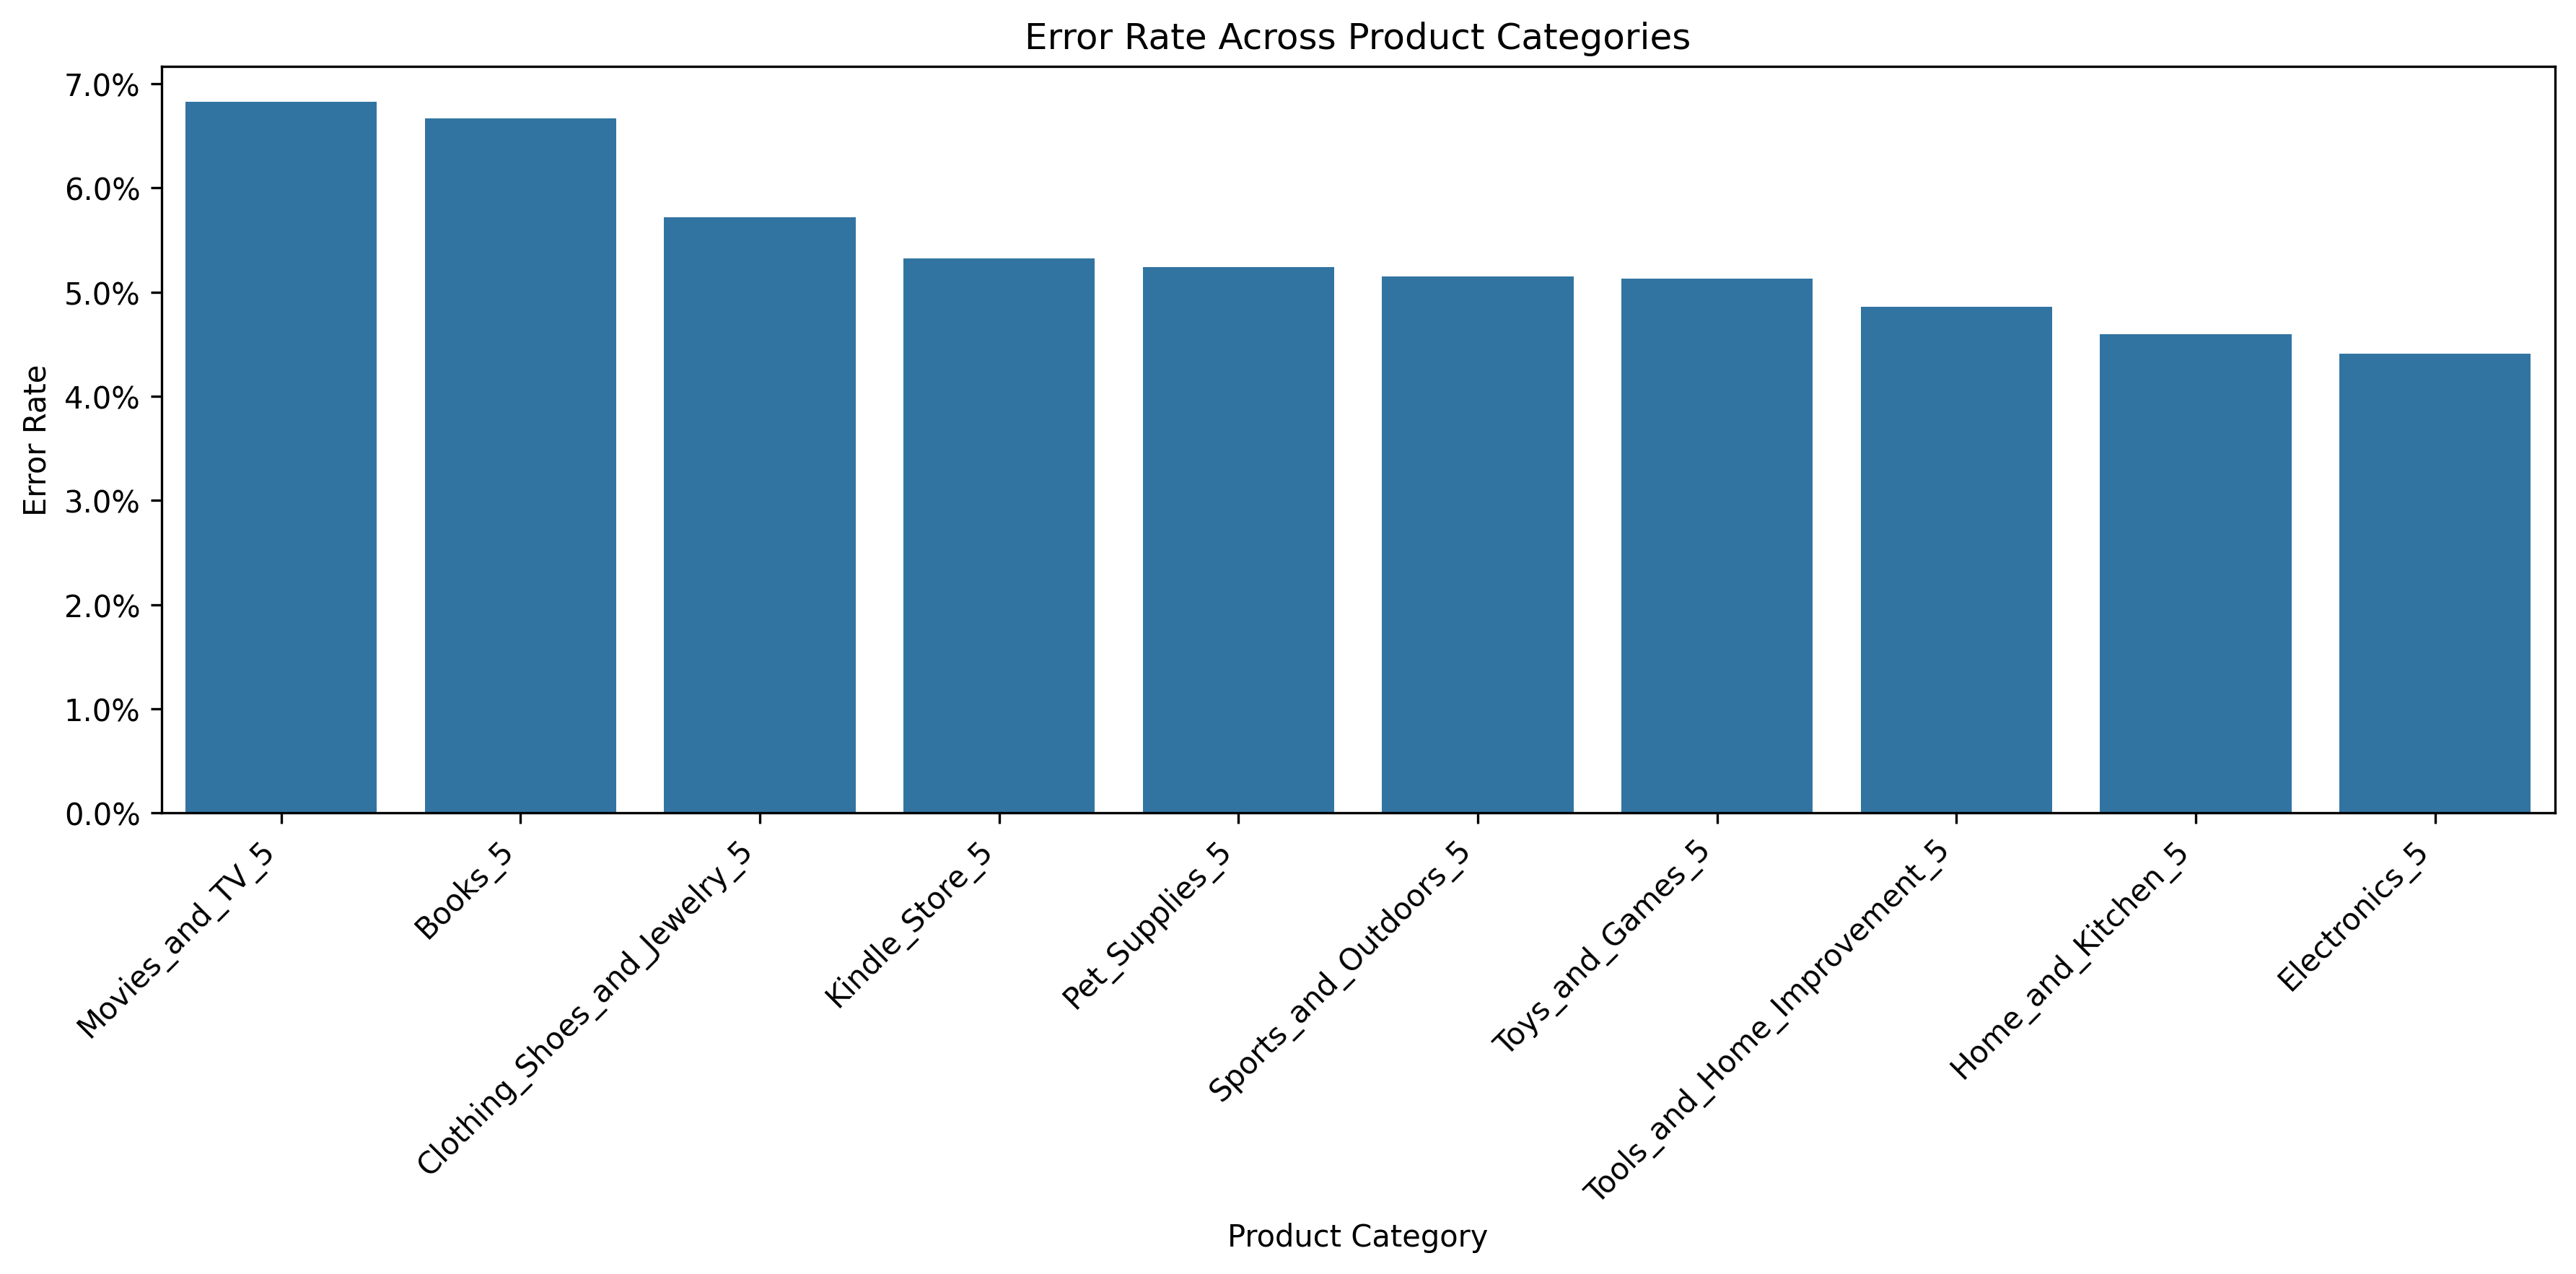 Error Rate Across Product Categories
7.0%
6.0%
5.0%
4.0%
3.0%
2.0%
1.0%
0.0%
Error Rate
Movies_and_TV_5
Books_5
Clothing_Shoes_and_Jewelry_5
Kindle_Store_5
Pet_Supplies_5
Sports_and_Outdoors_5
Toys_and_Games_5
Tools_and_Home_Improvement_5
Home_and_Kitchen_5
Electronics_5
Product Category